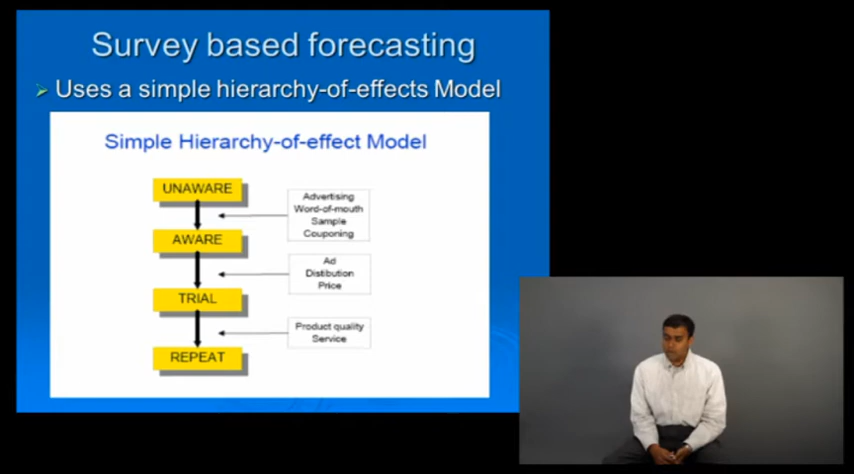 Survey based forecasting
Uses a simple hierarchy-of-effects Model
Simple Hierarchy-of-effect Model
UNAWARE
Advertising
Word-of-mouth
Sample
Couponing
AWARE
Ad
Distibution
Price
TRIAL
Product quality
Service
REPEAT